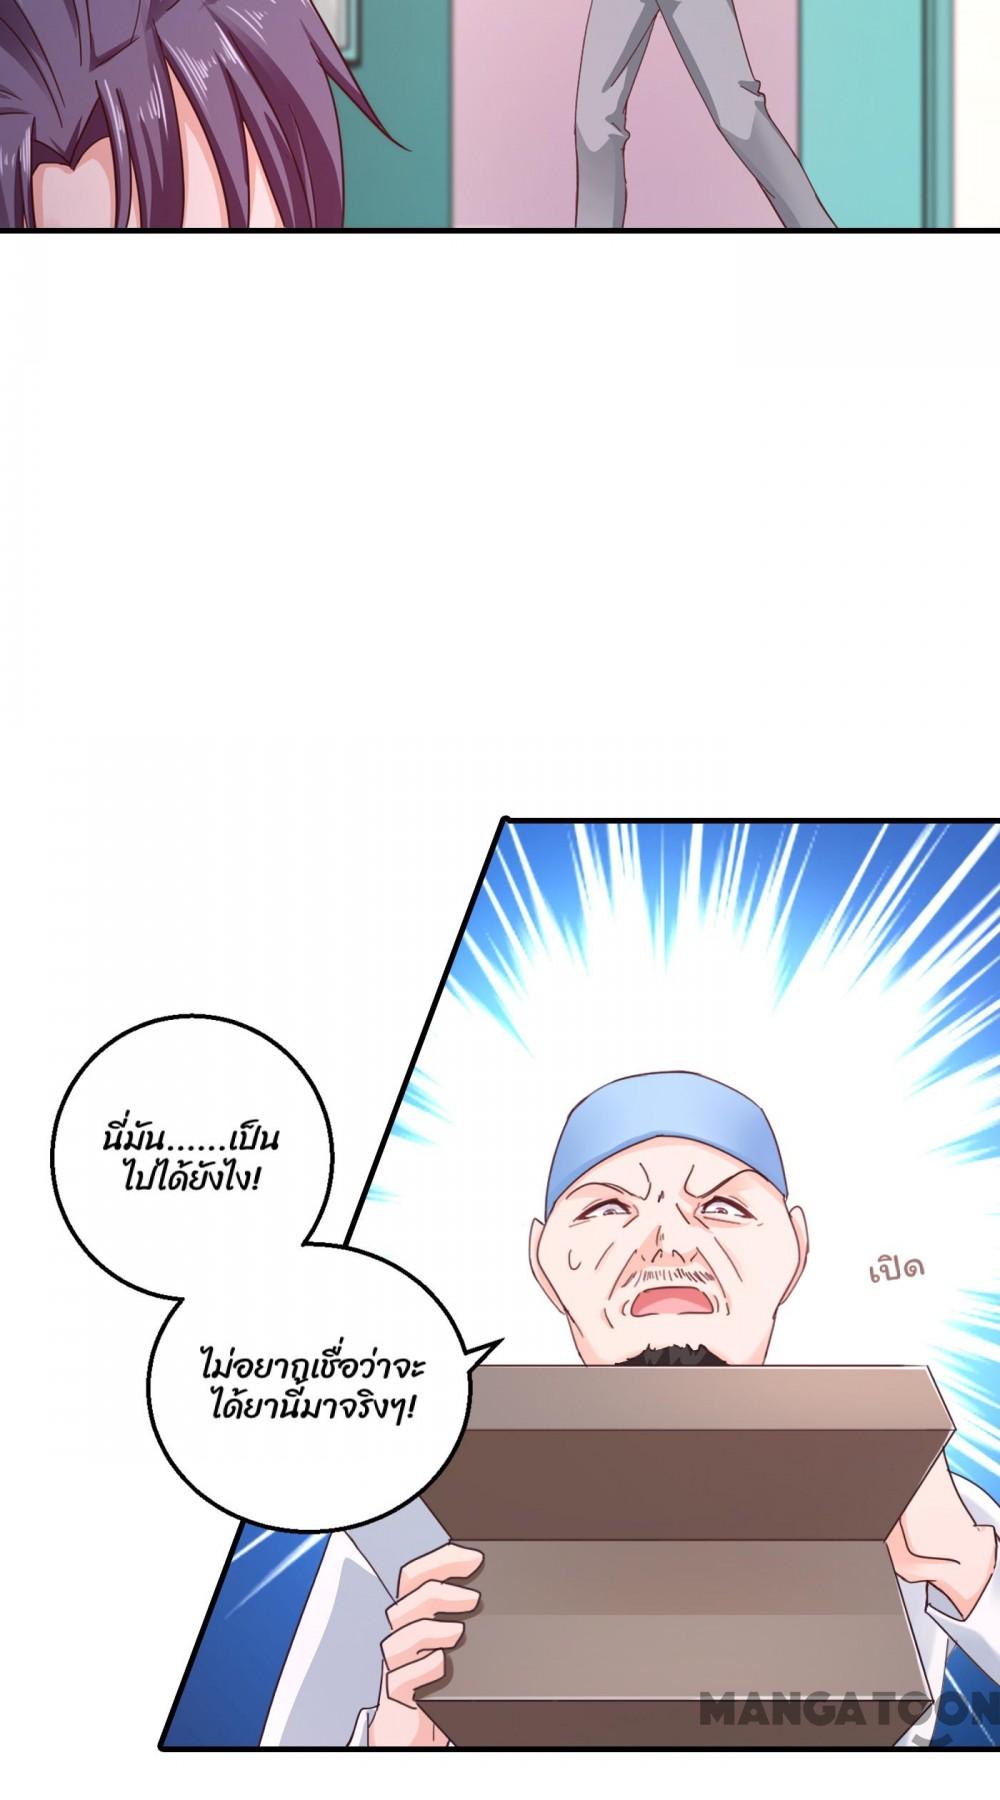 นี่มัน......เป็น
ไปได้ยังไง!
เปิด
ไม่อยากเชื่อว่าจะ
ได้ยานี้มาจริงๆ!
MANGATOON